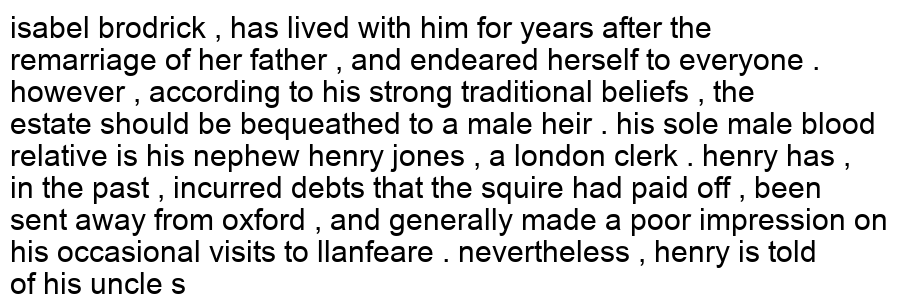 isabel brodrick , has lived with him for years after the
remarriage of her father , and endeared herself to everyone .
however , according to his strong traditional beliefs , the
estate should be bequeathed to a male heir . his sole male blood
relative is his nephew henry jones , a london clerk . henry has ,
in the past , incurred debts that the squire had paid off , been
sent away from oxford , and generally made a poor impression on
his occasional visits to llanfeare . nevertheless , henry is told
of his uncle s